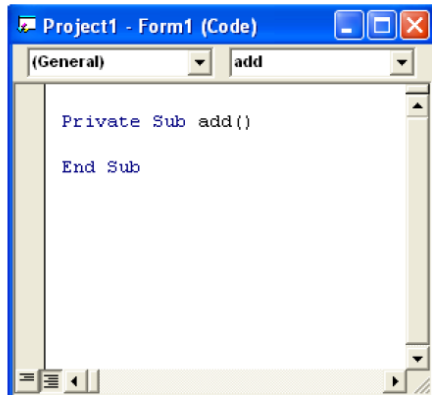 Project1 - Form1 (Code)
(General) add
Private Sub add()
End Sub